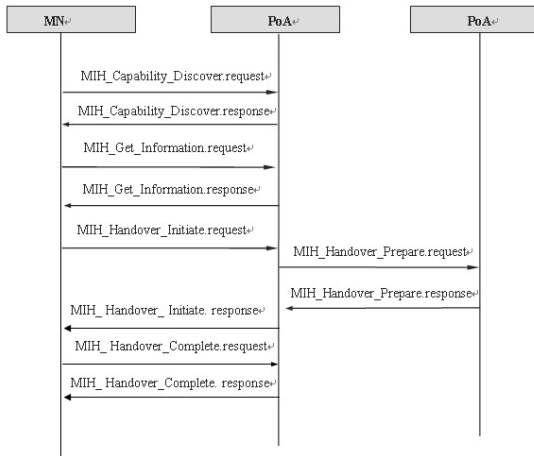 MN PoA PoA
MIH_Capability_Discover.request
MIH_Capability_Discover.response
MIH_Get_Information.request
MIH_Get_Information.response
MIH_Handover_Initiate.request
MIH_Handover_Prepare.request
MIH_Handover_Prepare.response
MIH_ Handover_ Initiate. response
MIH_ Handover_Complete.resquest
MIH_ Handover_Complete. response